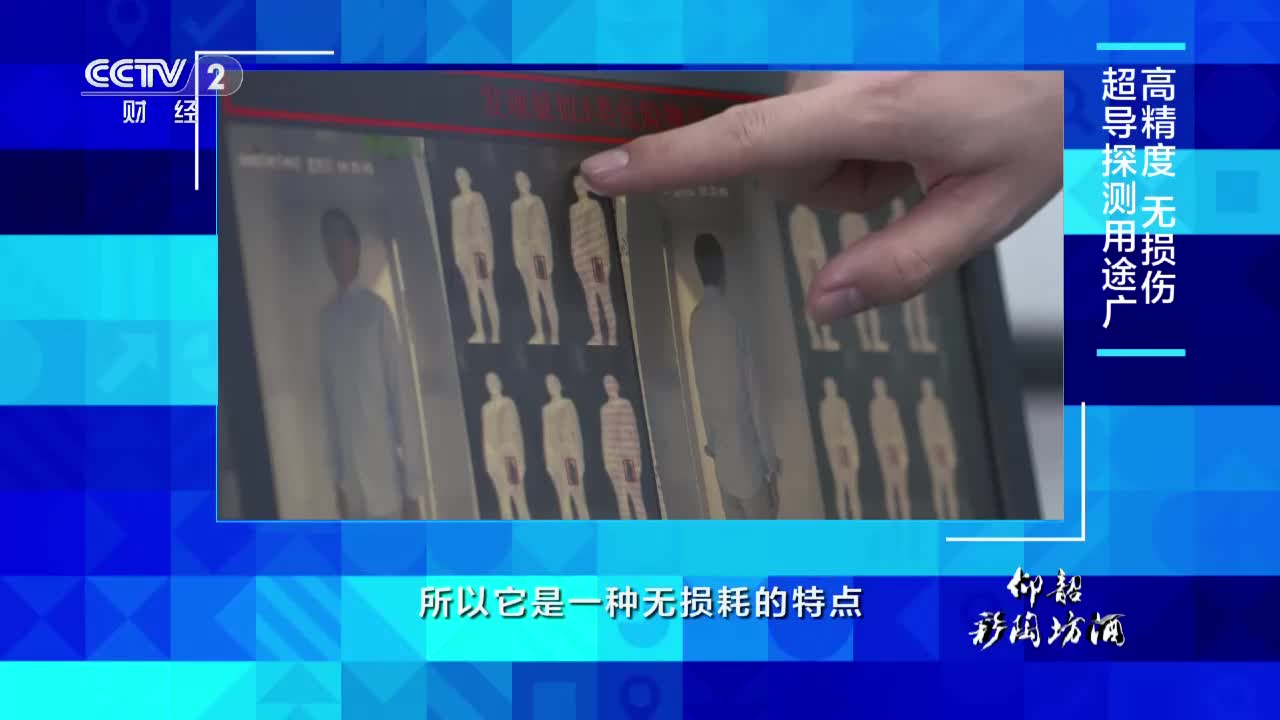 CCTV 2
财 经
高精度 无损伤
超导探测用途广
所以它是一种无损耗的特点
仰韶
彩陶坊酒